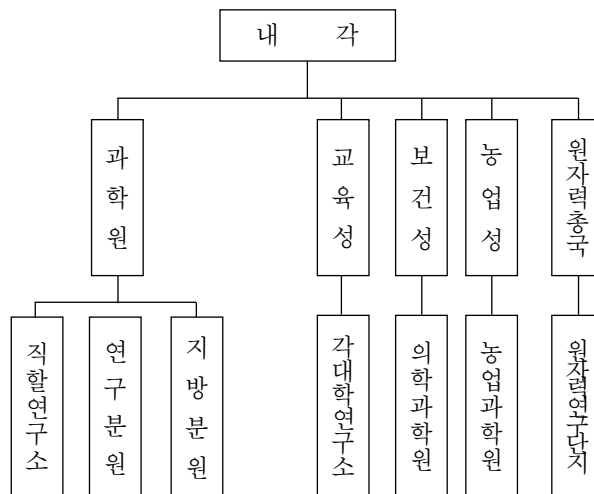 내 각
과학원
교육성
보건성
농업성
원자력총국
직할연구소
연구분원
지방분원
각대학연구소
의학과학원
농업과학원
원자력연구단지